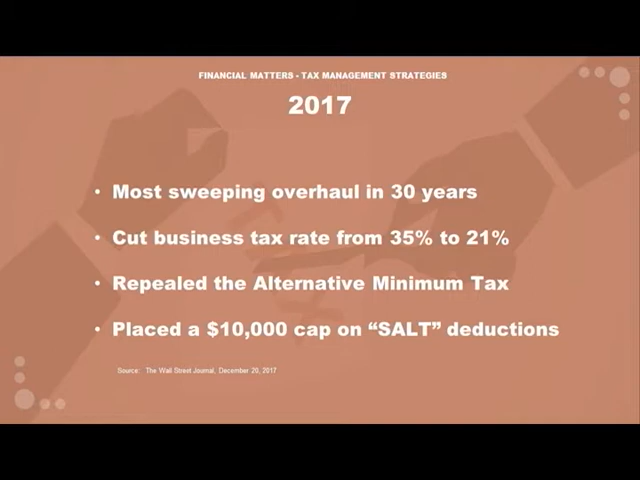 FINANCIAL MATTERS - TAX MANAGEMENT STRATEGIES
2017
• Most sweeping overhaul in 30 years
• Cut business tax rate from 35% to 21%
• Repealed the Alternative Minimum Tax
• Placed a $10,000 cap on “SALT” deductions
Source: The Wall Street Journal, December 20, 2017